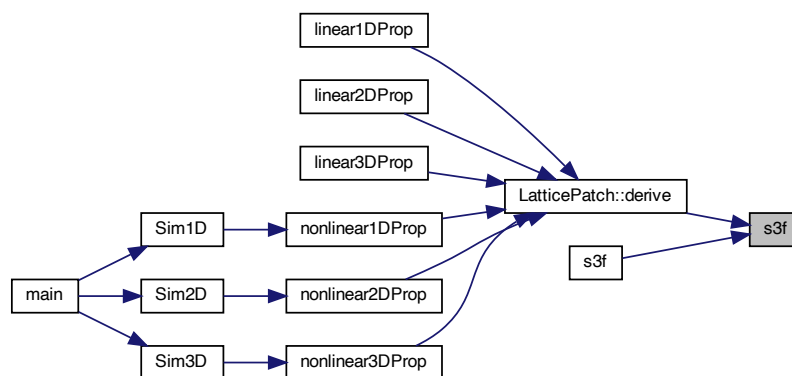 linear1DProp
linear2DProp
linear3DProp
LatticePatch::derive
Sim1D
nonlinear1DProp
s3f
s3f
main
Sim2D
nonlinear2DProp
Sim3D
nonlinear3DProp